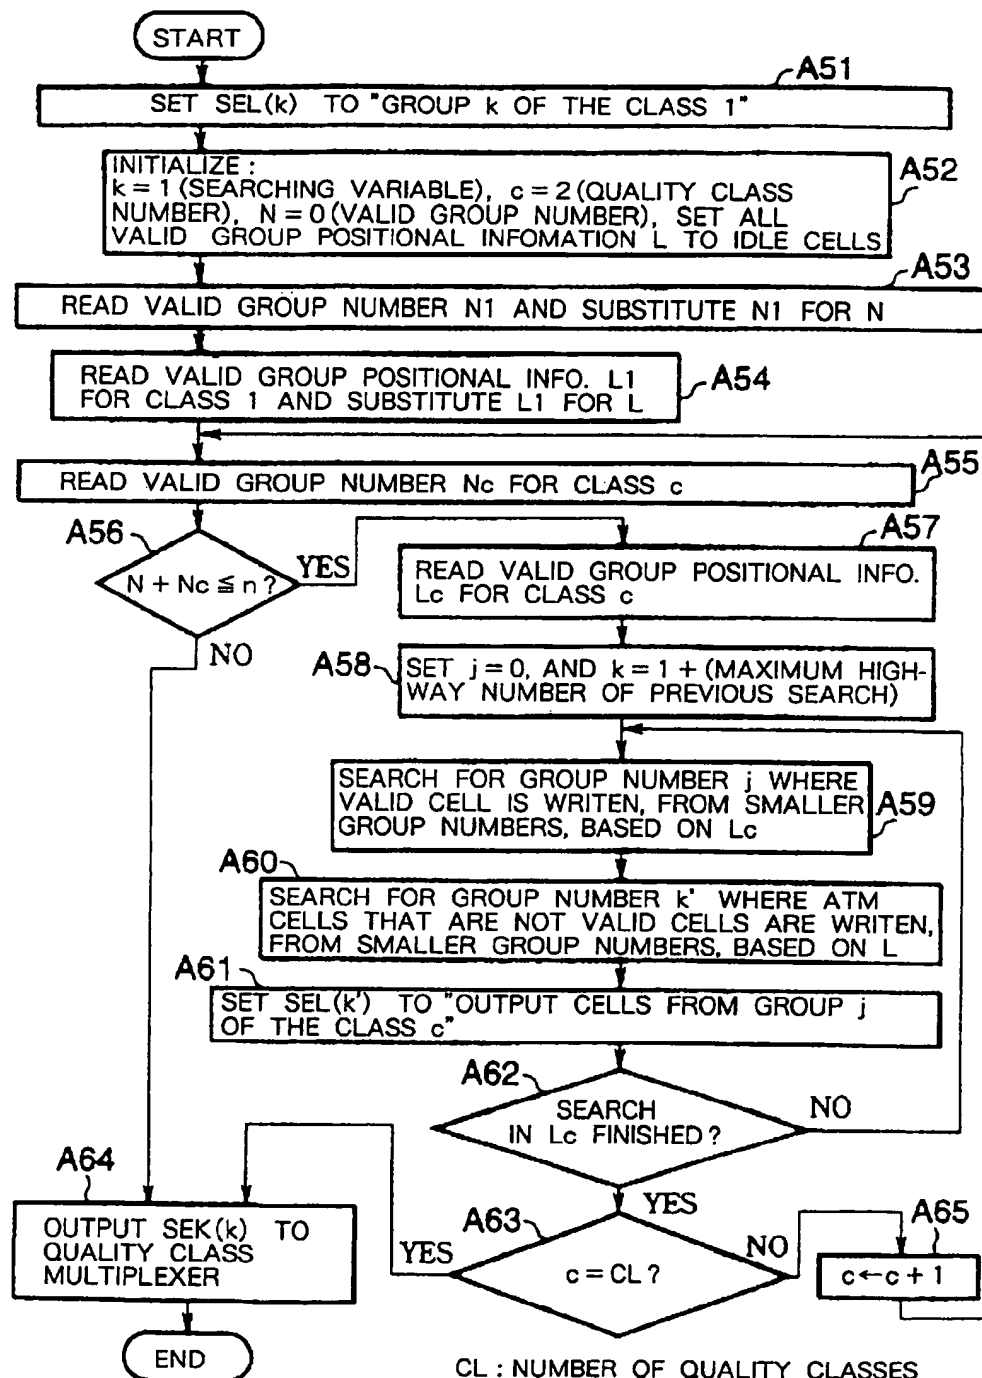 START
A51
SET SEL(k) TO "GROUP k OF THE CLASS 1"
A52
INITIALIZE :
k = 1 (SEARCHING VARIABLE), c = 2 (QUALITY CLASS
NUMBER), N = 0 (VALID GROUP NUMBER), SET ALL
VALID GROUP POSITIONAL INFOMATION L TO IDLE CELLS
A53
READ VALID GROUP NUMBER N1 AND SUBSTITUTE N1 FOR N
A54
READ VALID GROUP POSITIONAL INFO. L1
FOR CLASS 1 AND SUBSTITUTE L1 FOR L
A55
READ VALID GROUP NUMBER Nc FOR CLASS c
A56
N + Nc ≦ n ?
YES
NO
A57
READ VALID GROUP POSITIONAL INFO.
Lc FOR CLASS c
A58
SET j = 0, AND k = 1 + (MAXIMUM HIGH-
WAY NUMBER OF PREVIOUS SEARCH)
A59
SEARCH FOR GROUP NUMBER j WHERE
VALID CELL IS WRITEN, FROM SMALLER
GROUP NUMBERS, BASED ON Lc
A60
SEARCH FOR GROUP NUMBER k' WHERE ATM
CELLS THAT ARE NOT VALID CELLS ARE WRITEN,
FROM SMALLER GROUP NUMBERS, BASED ON L
A61
SET SEL(k') TO "OUTPUT CELLS FROM GROUP j
OF THE CLASS c"
A62
SEARCH
IN Lc FINISHED ?
NO
YES
A63
c = CL ?
YES
NO
A64
OUTPUT SEK(k) TO
QUALITY CLASS
MULTIPLEXER
A65
c ← c + 1
END
CL : NUMBER OF QUALITY CLASSES